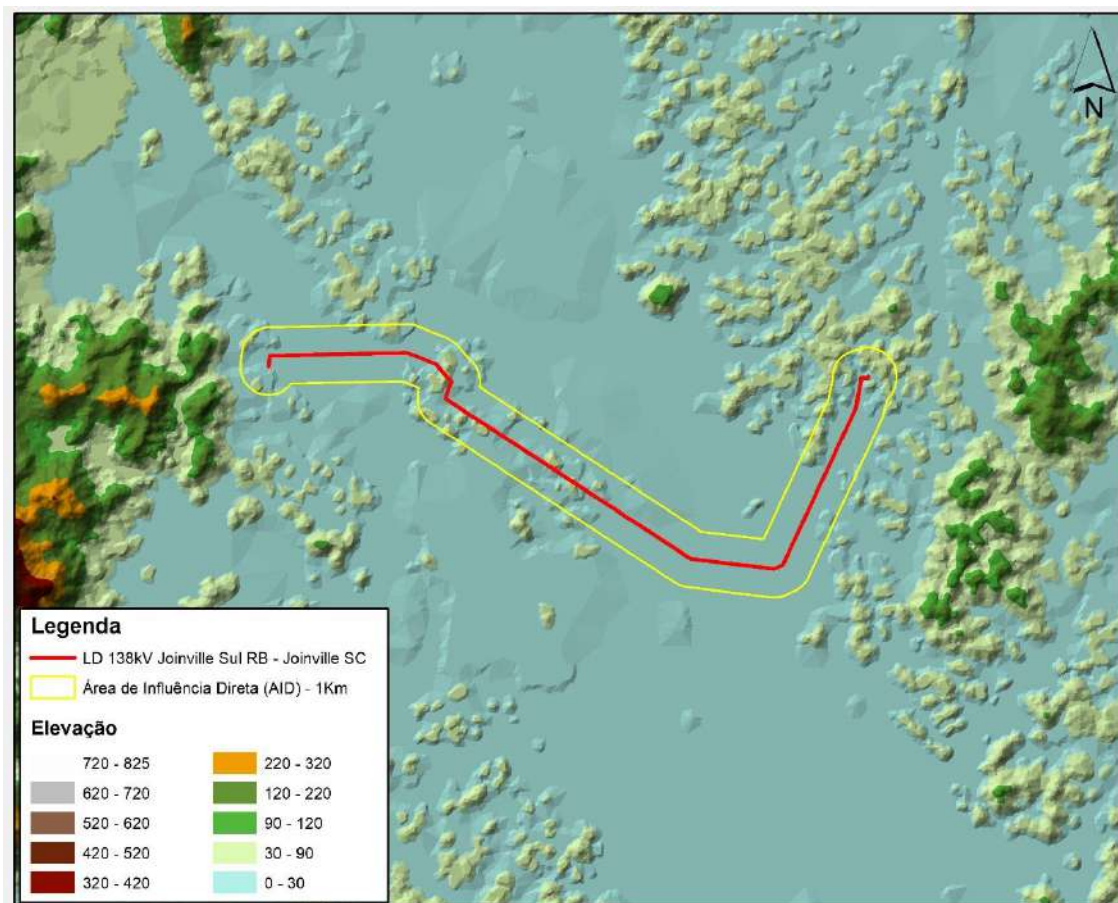 N
Legenda
LD 138kV Joinville Sul RB - Joinville SC
Área de Influência Direta (AID) - 1Km
Elevação
720 - 825
620 - 720
520 - 620
420 - 520
320 - 420
220 - 320
120 - 220
90 - 120
30 - 90
0 - 30